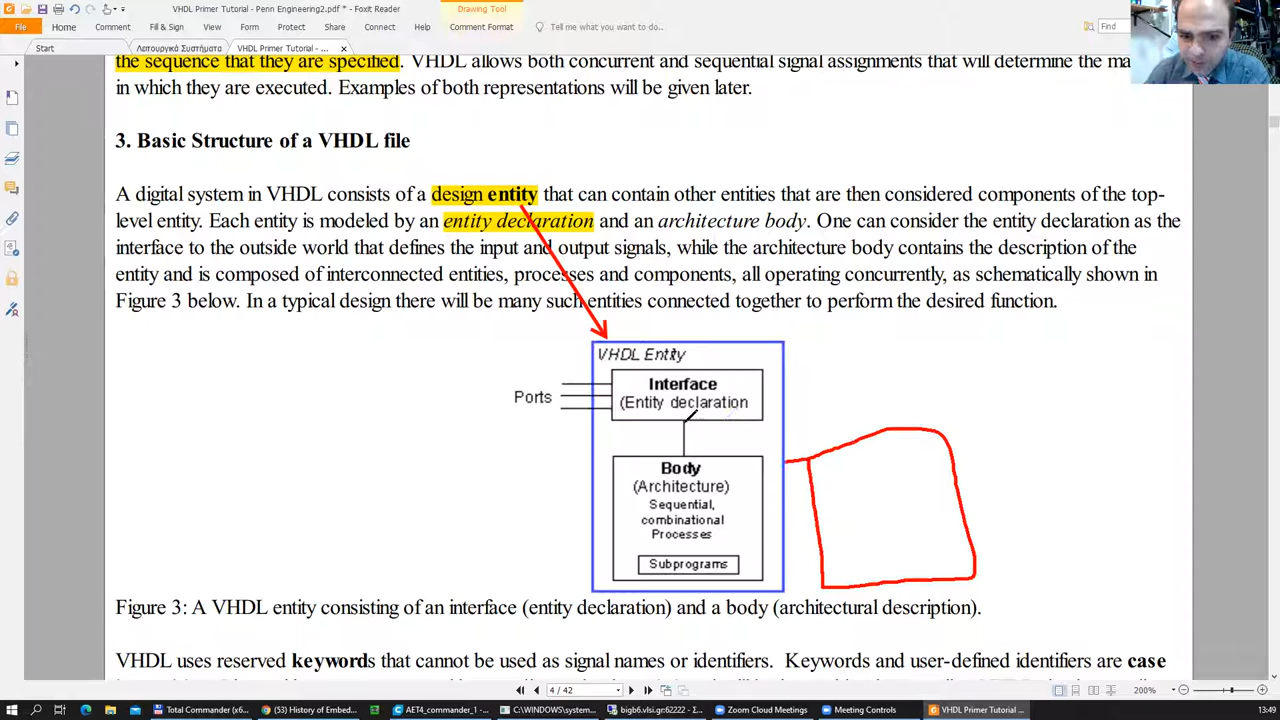 VHDL Primer Tutorial - Penn Engineering2.pdf * - Foxit Reader
Drawing Tool
File Home Comment Fill & Sign Form Protect Share Connect Help Comment Format Tell me what you want to do... Find
Start Λειτουργικά Συστήματα VHDL Primer Tutorial - ...
the sequence that they are specified. VHDL allows both concurrent and sequential signal assignments that will determine the ma
in which they are executed. Examples of both representations will be given later.
3. Basic Structure of a VHDL file
A digital system in VHDL consists of a design entity that can contain other entities that are then considered components of the top-
level entity. Each entity is modeled by an entity declaration and an architecture body. One can consider the entity declaration as the
interface to the outside world that defines the input and output signals, while the architecture body contains the description of the
entity and is composed of interconnected entities, processes and components, all operating concurrently, as schematically shown in
Figure 3 below. In a typical design there will be many such entities connected together to perform the desired function.
VHDL Entity
Interface
Ports (Entity declaration
Body
(Architecture)
Sequential,
combinational
Processes
Subprograms
Figure 3: A VHDL entity consisting of an interface (entity declaration) and a body (architectural description).
VHDL uses reserved keywords that cannot be used as signal names or identifiers. Keywords and user-defined identifiers are case
4 / 42 200%
Total Commander (x6... (53) History of Embed... AET4_commander_1 - ... C:\WINDOWS\system... bigb6.vlsi.gr:62222 - ... Zoom Cloud Meetings Meeting Controls VHDL Primer Tutorial ... 13:49